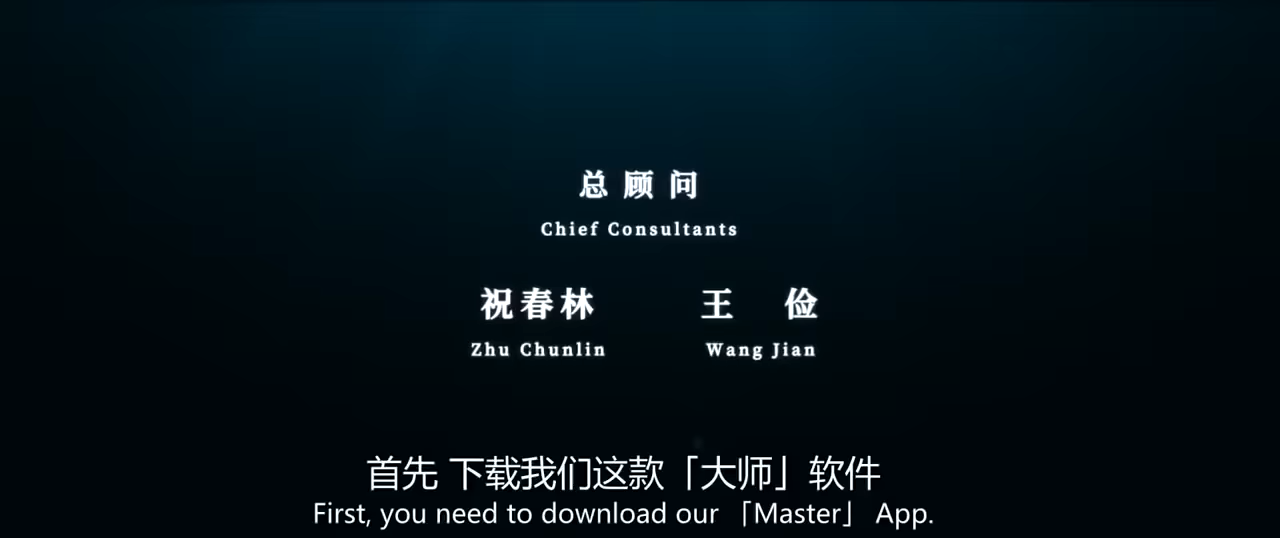 总顾问
Chief Consultants
祝春林 王俭
Zhu Chunlin Wang Jian
首先 下载我们这款「大师」软件
First, you need to download our 「Master」 App.